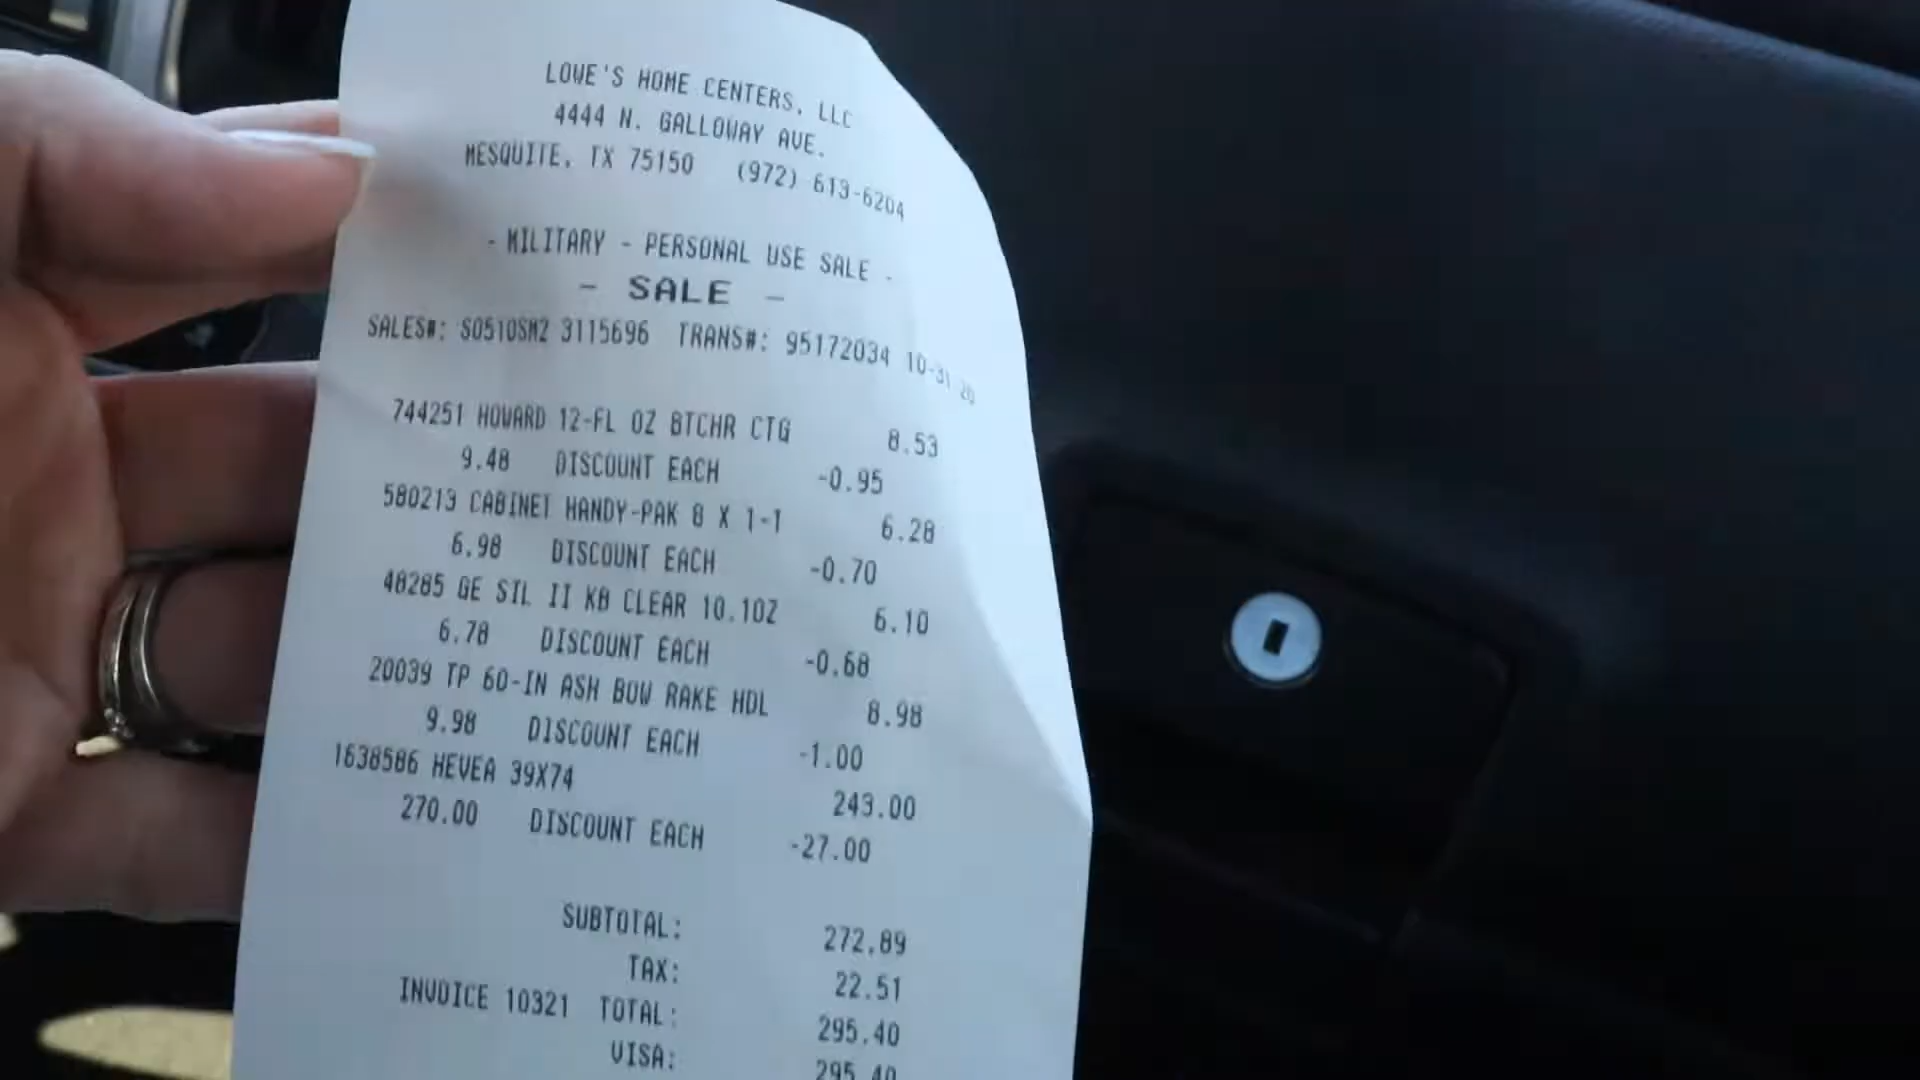 LOWE'S HOME CENTERS, LLC
4444 N. GALLOWAY AVE.
MESQUITE, TX 75150 (972) 613-6204
- MILITARY - PERSONAL USE SALE -
- SALE -
SALES#: S0510SM2 3115696 TRANS#: 95172034 10-31-20
744251 HOWARD 12-FL OZ BTCHR CTG 8.53
9.48 DISCOUNT EACH -0.95
580213 CABINET HANDY-PAK 8 X 1-1 6.28
6.98 DISCOUNT EACH -0.70
48285 GE SIL II KB CLEAR 10.1OZ 6.10
6.78 DISCOUNT EACH -0.68
20039 TP 60-IN ASH BOW RAKE HDL 8.98
9.98 DISCOUNT EACH -1.00
1638586 HEVEA 39X74 243.00
270.00 DISCOUNT EACH -27.00
SUBTOTAL: 272.89
TAX: 22.51
INVOICE 10321 TOTAL: 295.40
VISA: 295.40